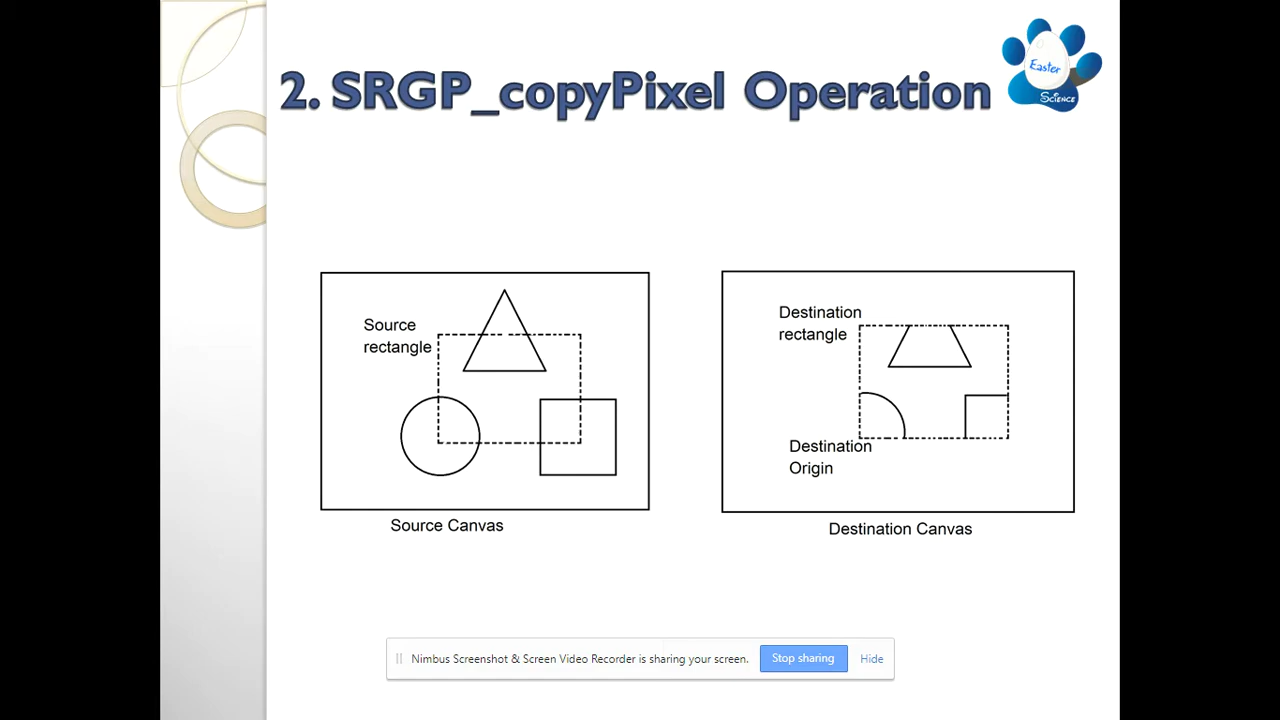 2. SRGP_copyPixel Operation
Easter
SCIENCE
Source
rectangle
Destination
rectangle
Destination
Origin
Source Canvas
Destination Canvas
Nimbus Screenshot & Screen Video Recorder is sharing your screen.
Stop sharing
Hide